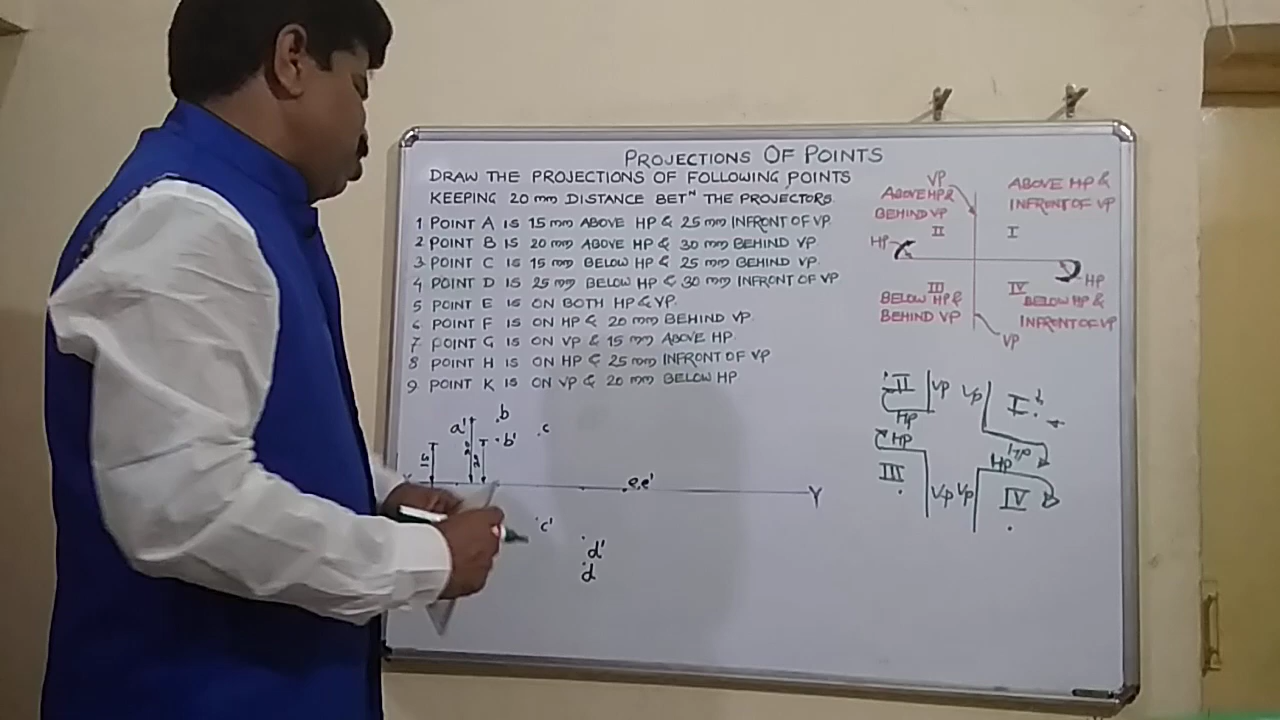 PROJECTIONS OF POINTS
DRAW THE PROJECTIONS OF FOLLOWING POINTS
KEEPING 20 mm DISTANCE BETᴺ THE PROJECTORS
1 POINT A IS 15 mm ABOVE HP & 25 mm INFRONT OF VP
2 POINT B IS 20 mm ABOVE HP & 30 mm BEHIND VP
3 POINT C IS 15 mm BELOW HP & 25 mm BEHIND VP
4 POINT D IS 25 mm BELOW HP & 30 mm INFRONT OF VP
5 POINT E IS ON BOTH HP & VP.
6 POINT F IS ON HP & 20 mm BEHIND VP
7 POINT G IS ON VP & 15 mm ABOVE HP
8 POINT H IS ON HP & 25 mm INFRONT OF VP
9 POINT K IS ON VP & 20 mm BELOW HP
VP
ABOVE HP &
BEHIND VP
II
ABOVE HP &
INFRONT OF VP
I
HP
HP
III
BELOW HP &
BEHIND VP
IV
BELOW HP &
INFRONT OF VP
VP
II VP
HP
VP I
HP
HP
III VP
HP
VP IV
a' b
b'
c
15
e e'
Y
c'
d'
d